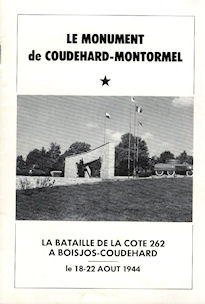 LE MONUMENT
de COUDEHARD-MONTORMEL
LA BATAILLE DE LA COTE 262
A BOISJOS-COUDEHARD
le 18-22 AOUT 1944